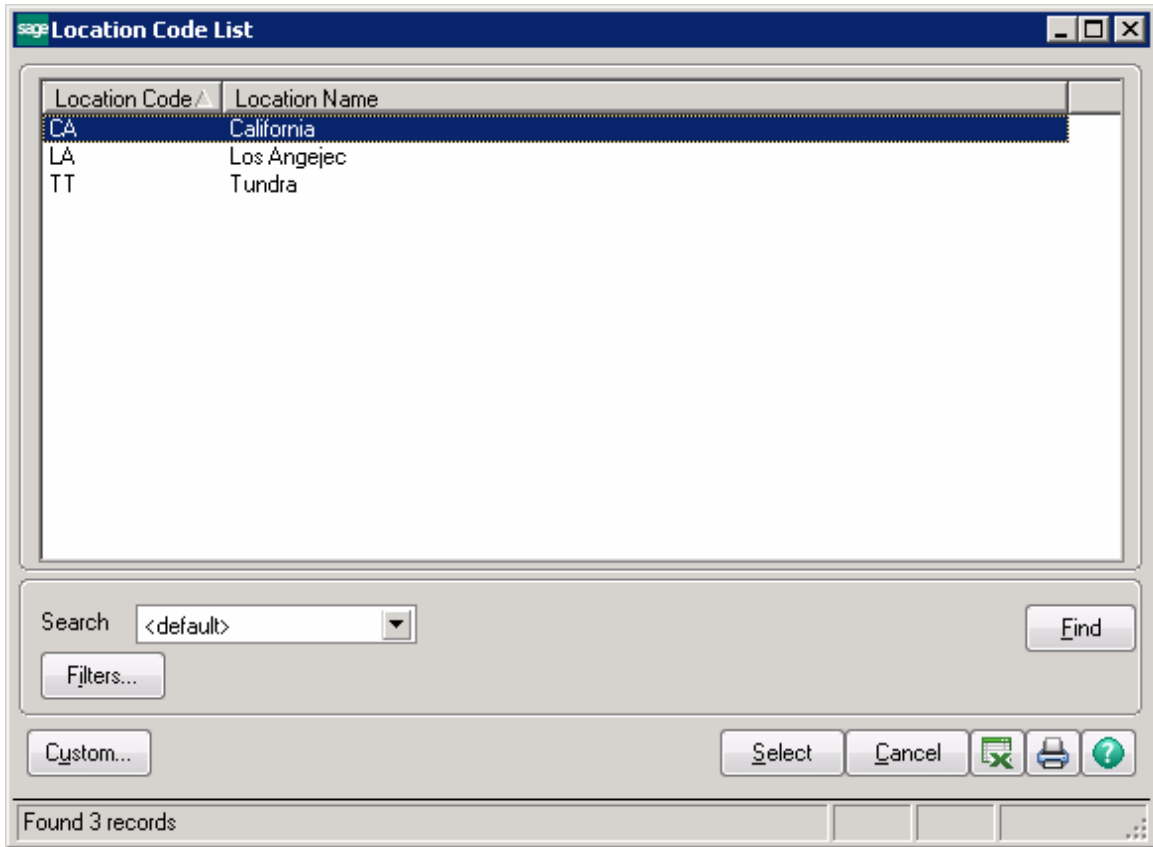 sage Location Code List
Location Code Location Name
CA California
LA Los Angejec
TT Tundra
Search <default> Find
Filters...
Custom... Select Cancel ?
Found 3 records